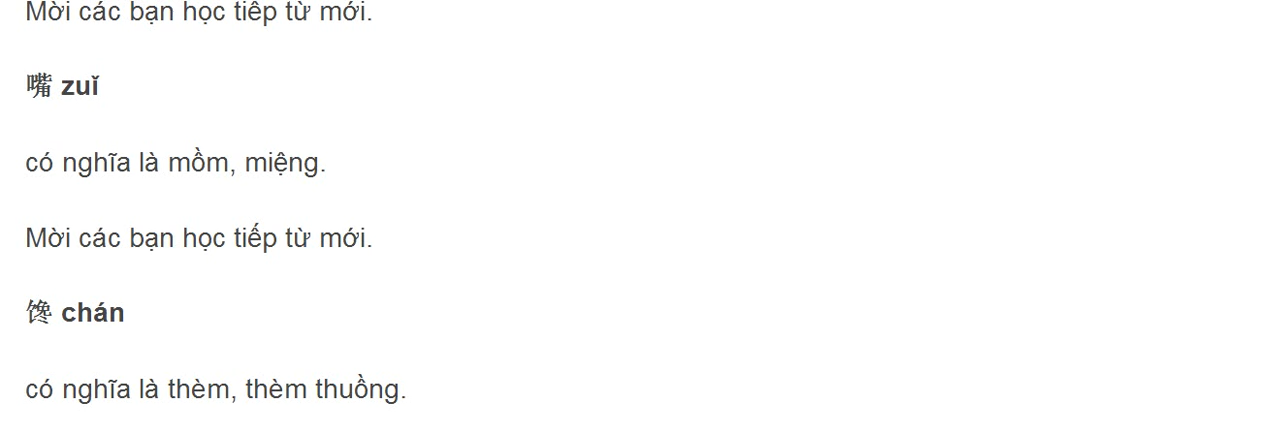 Mời các bạn học tiếp từ mới.
嘴 zuǐ
có nghĩa là mồm, miệng.
Mời các bạn học tiếp từ mới.
馋 chán
có nghĩa là thèm, thèm thuồng.